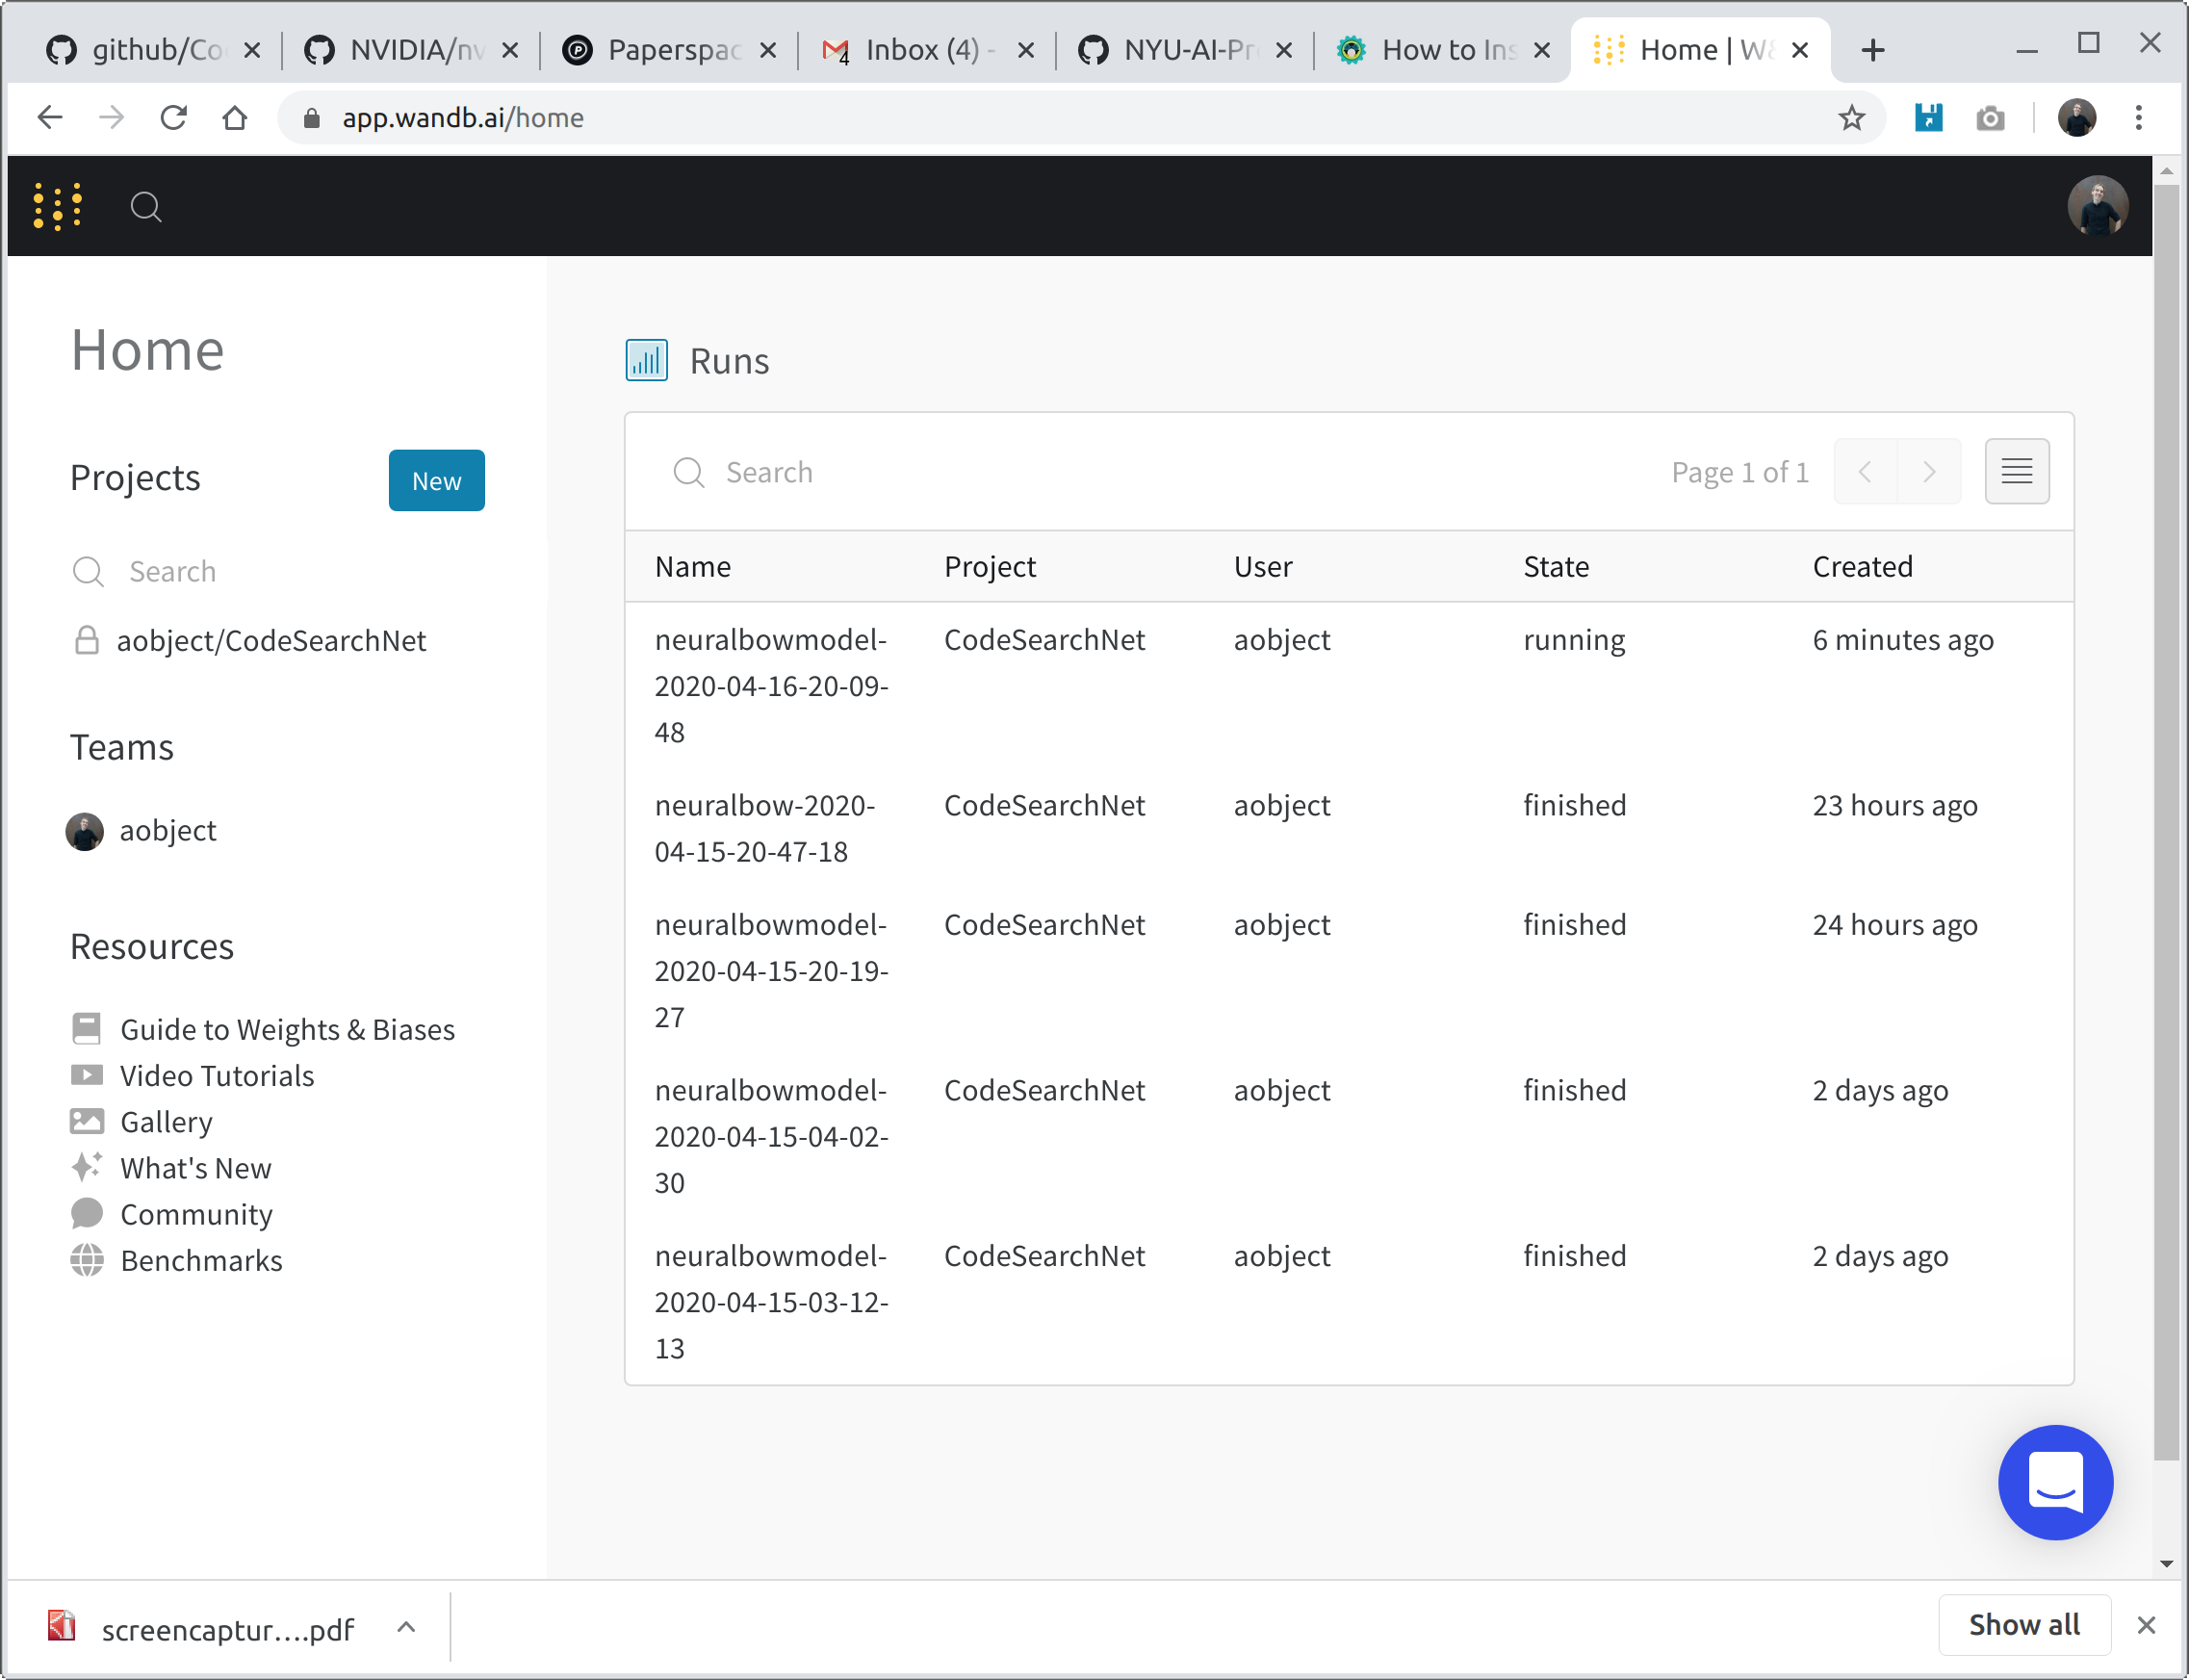 github/Co
NVIDIA/nv
Paperspac
4
Inbox (4) -
NYU-AI-Pr
How to Ins
Home | W&
app.wandb.ai/home
Home
Projects
New
Search
aobject/CodeSearchNet
Teams
aobject
Resources
Guide to Weights & Biases
Video Tutorials
Gallery
What's New
Community
Benchmarks
Runs
Search
Page 1 of 1
Name Project User State Created
neuralbowmodel- CodeSearchNet aobject running 6 minutes ago
2020-04-16-20-09-
48
neuralbow-2020- CodeSearchNet aobject finished 23 hours ago
04-15-20-47-18
neuralbowmodel- CodeSearchNet aobject finished 24 hours ago
2020-04-15-20-19-
27
neuralbowmodel- CodeSearchNet aobject finished 2 days ago
2020-04-15-04-02-
30
neuralbowmodel- CodeSearchNet aobject finished 2 days ago
2020-04-15-03-12-
13
screencaptur....pdf
Show all